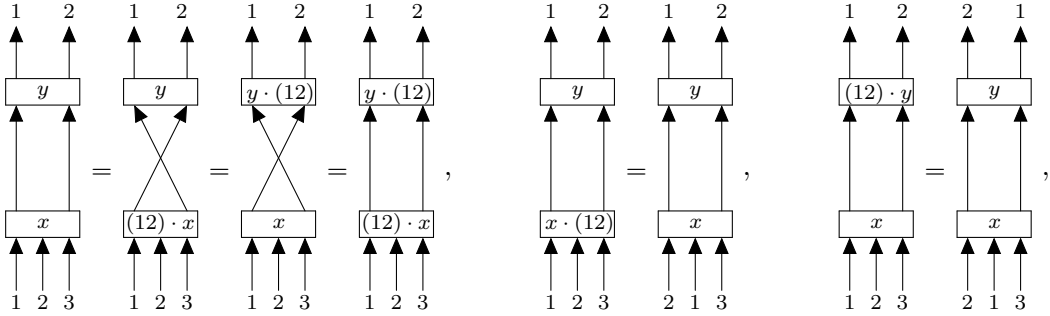 1 2 1 2 1 2 1 2 1 2 1 2 1 2 2 1
y y y · (12) y · (12) y y (12) · y y
= = = , = , = ,
x (12) · x x (12) · x x · (12) x x x
1 2 3 1 2 3 1 2 3 1 2 3 1 2 3 2 1 3 1 2 3 2 1 3